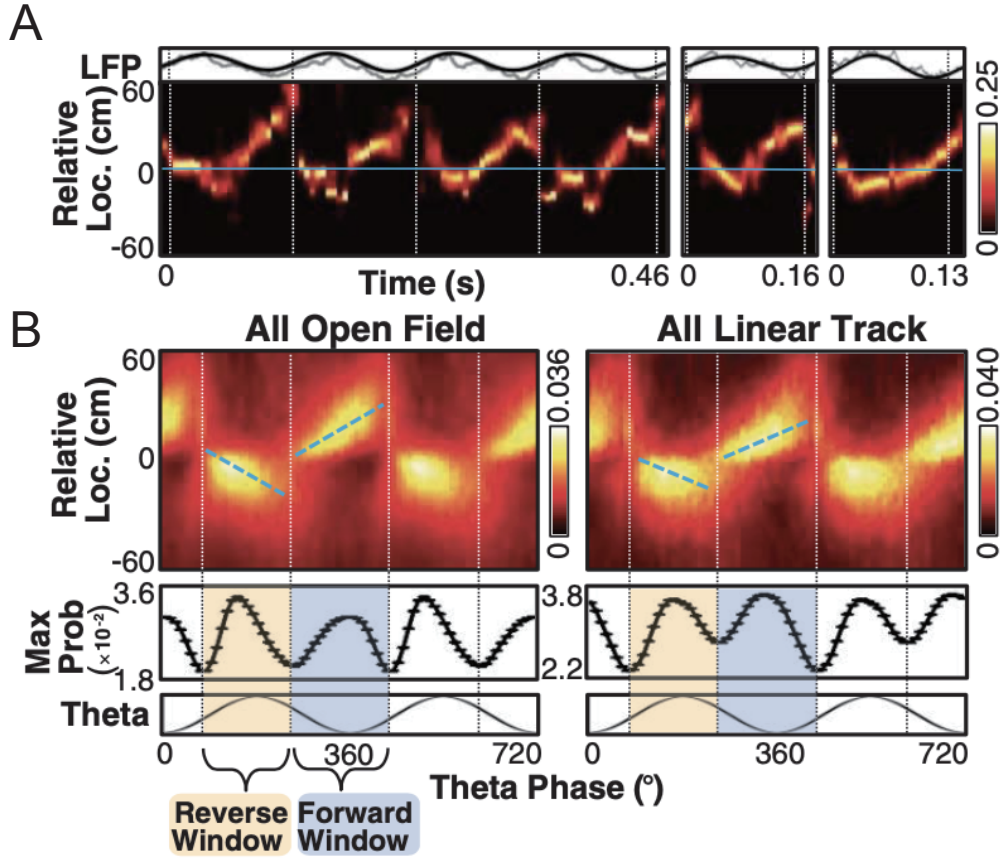 A
LFP
60
0
-60
Relative
Loc. (cm)
0
Time (s)
0.46
0
0.16
0
0.13
0.25
0
B
All Open Field
All Linear Track
60
0
-60
Relative
Loc. (cm)
0.036
0
0.040
0
3.6
1.8
Max
Prob
(×10⁻²)
3.8
2.2
Theta
0
360
720
0
360
720
Theta Phase (°)
Reverse
Window
Forward
Window